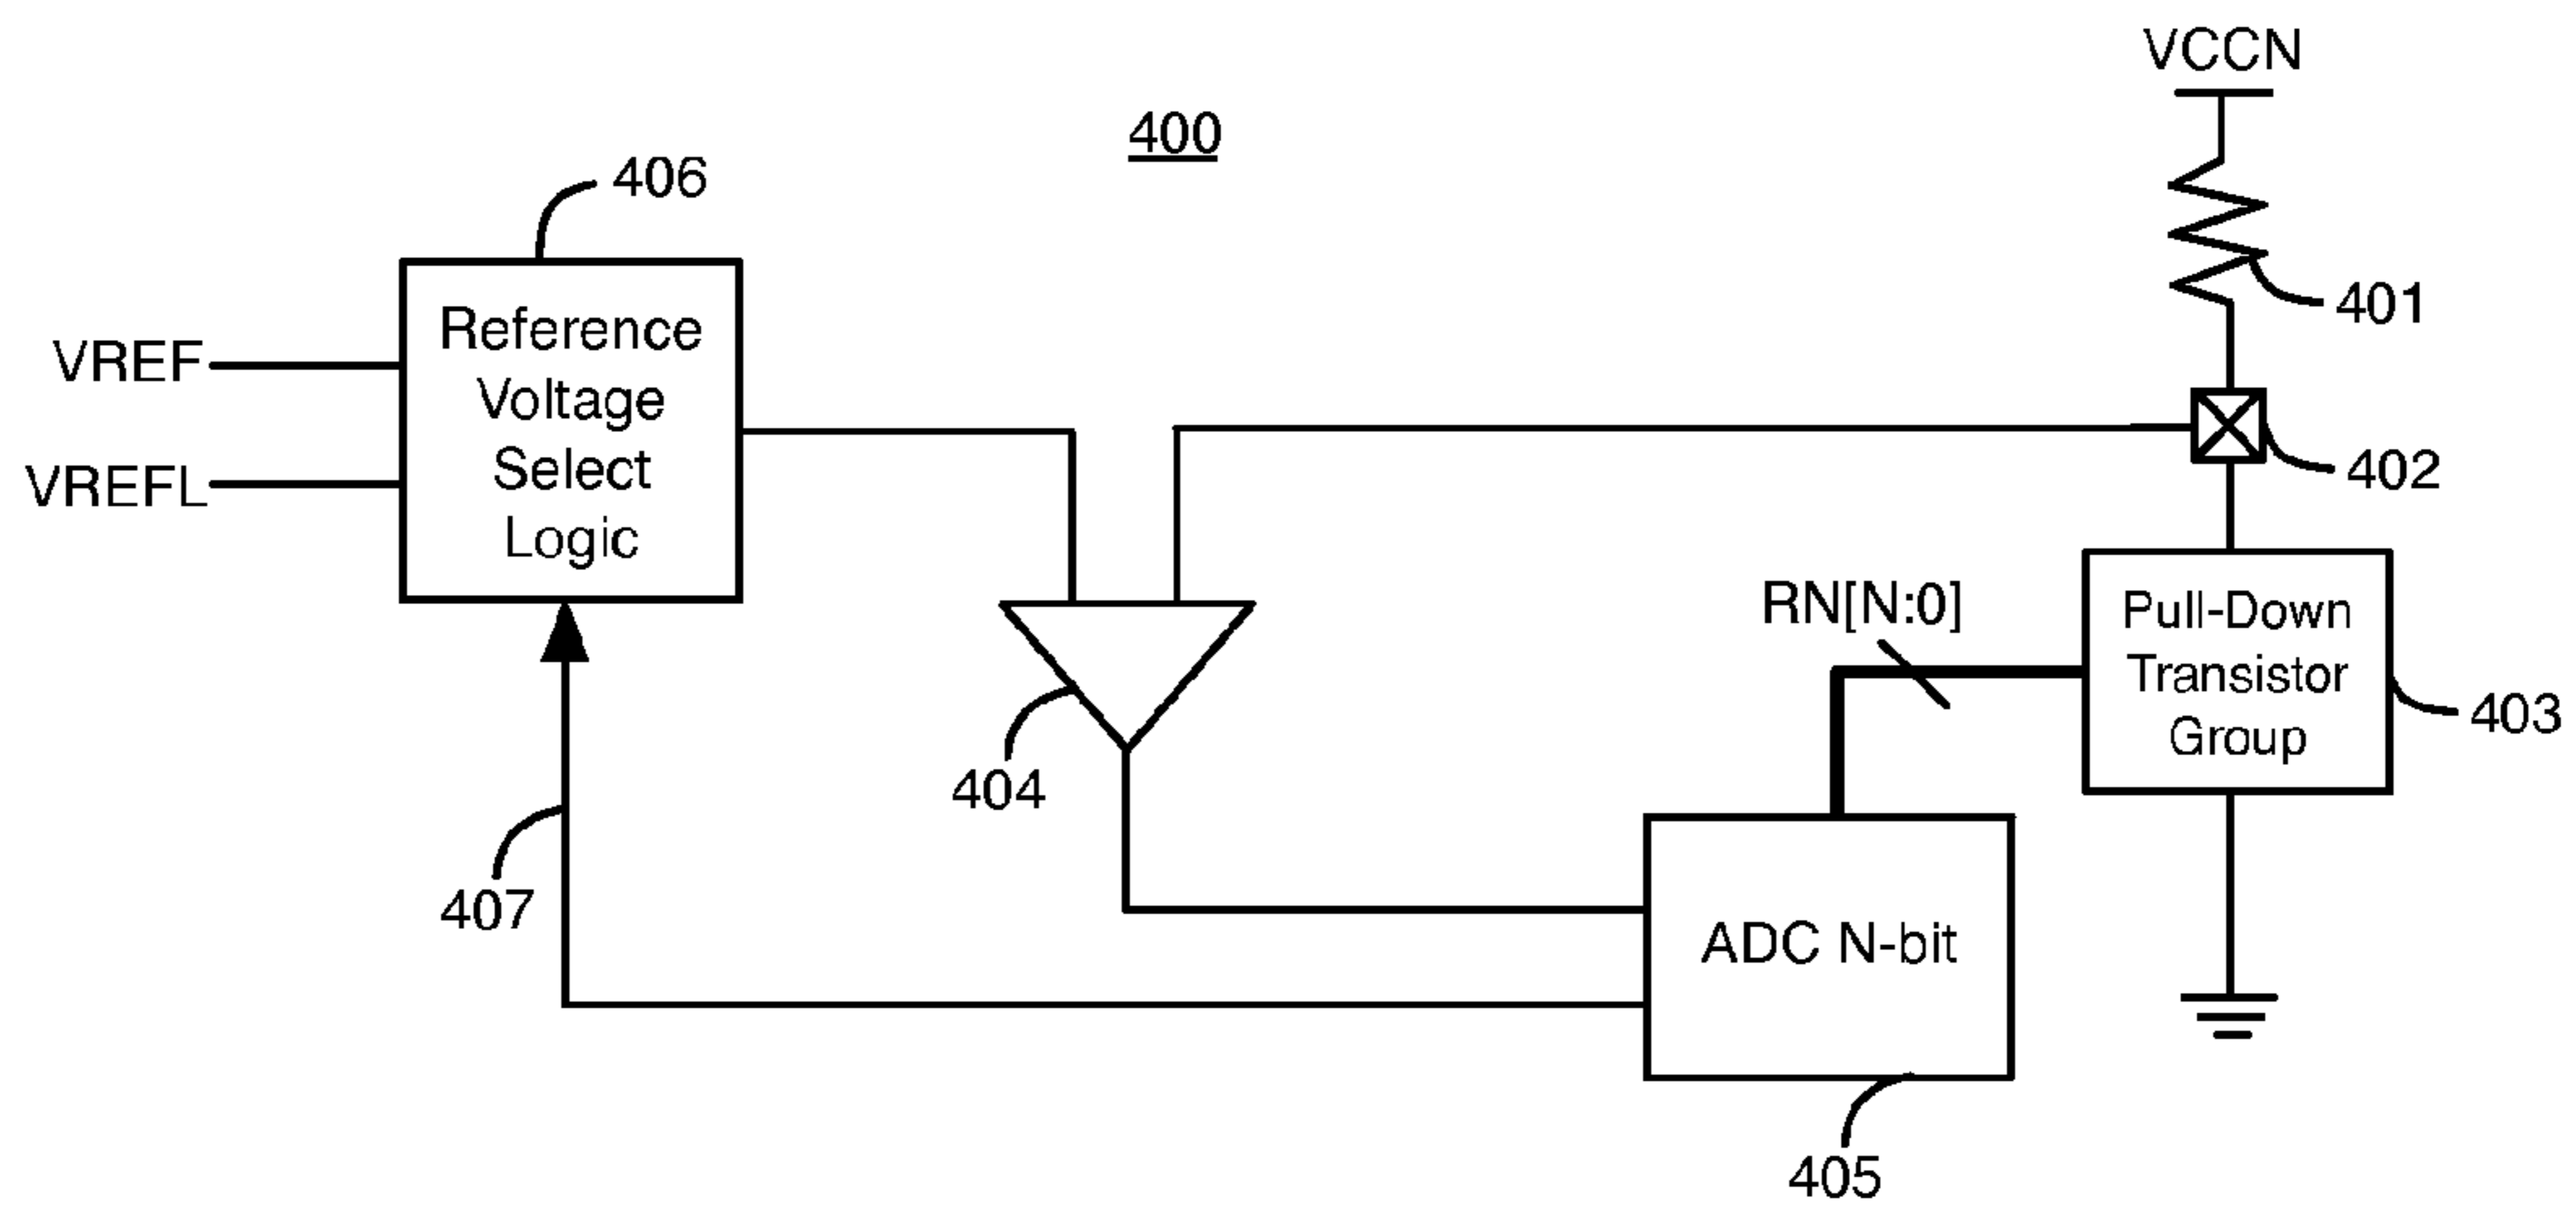 VCCN
400
406
401
Reference
Voltage
Select
Logic
VREF
VREFL
402
RN[N:0]
Pull-Down
Transistor
Group
403
404
407
ADC N-bit
405